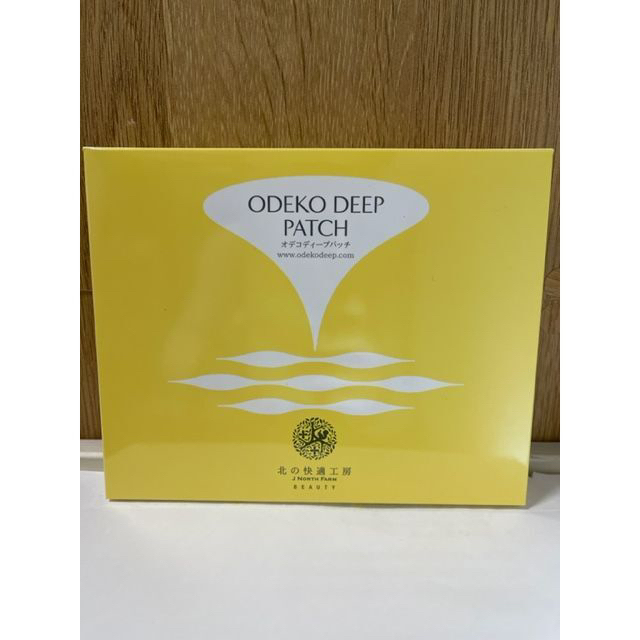 ODEKO DEEP
PATCH
オデコディープパッチ
www.odekodeep.com
北の快適工房
J NORTH FARM
BEAUTY